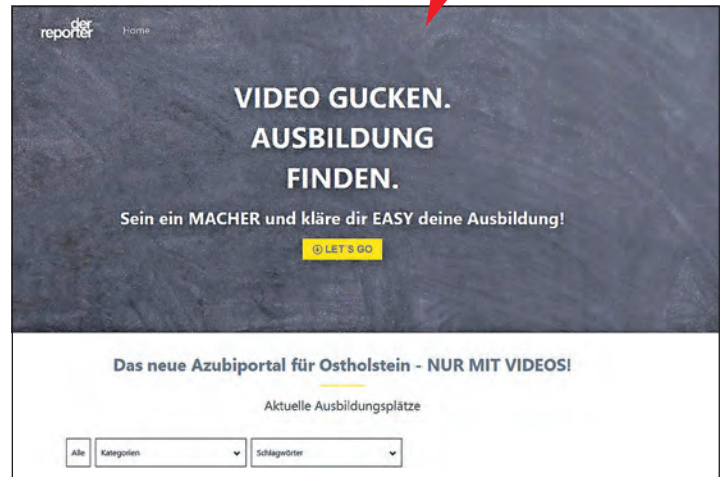 der
reporter
Home
VIDEO GUCKEN.
AUSBILDUNG
FINDEN.
Sein ein MACHER und kläre dir EASY deine Ausbildung!
LET'S GO
Das neue Azubiportal für Ostholstein - NUR MIT VIDEOS!
Aktuelle Ausbildungsplätze
Alle Kategorien Schlagwörter